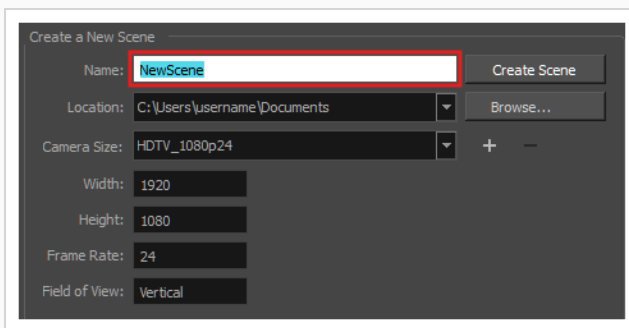 Create a New Scene
Name: NewScene Create Scene
Location: C:\Users\username\Documents Browse...
Camera Size: HDTV_1080p24 + −
Width: 1920
Height: 1080
Frame Rate: 24
Field of View: Vertical